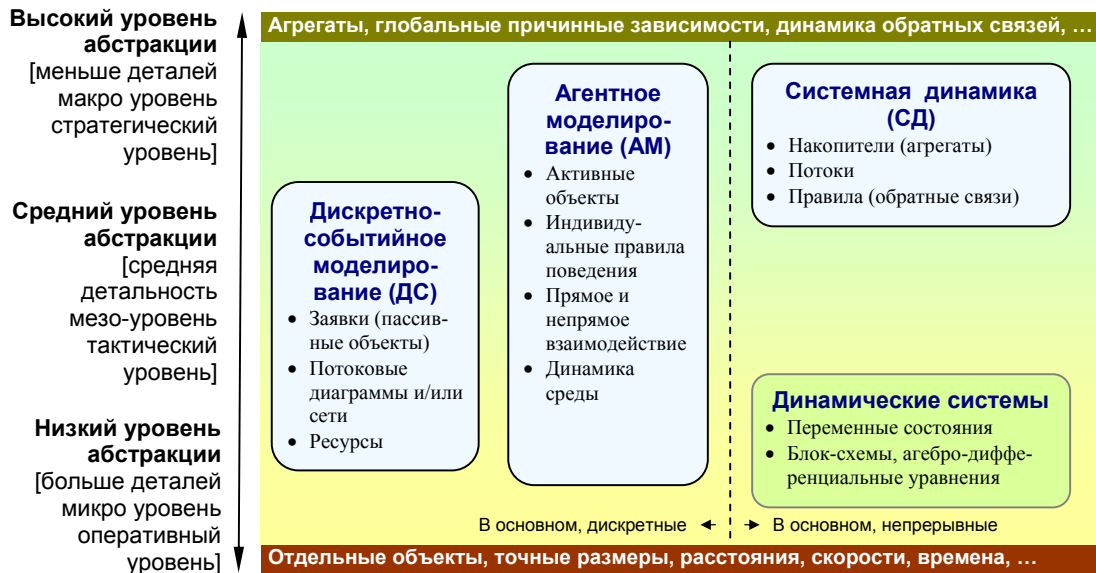 Высокий уровень
абстракции
[меньше деталей
макро уровень
стратегический
уровень]
Средний уровень
абстракции
[средняя
детальность
мезо-уровень
тактический
уровень]
Низкий уровень
абстракции
[больше деталей
микро уровень
оперативный
уровень]
Агрегаты, глобальные причинные зависимости, динамика обратных связей, …
Дискретно-
событийное
моделиро-
вание (ДС)
• Заявки (пассив-
ные объекты)
• Потоковые
диаграммы и/или
сети
• Ресурсы
Агентное
моделиро-
вание (АМ)
• Активные
объекты
• Индивиду-
альные правила
поведения
• Прямое и
непрямое
взаимодействие
• Динамика
среды
Системная динамика
(СД)
• Накопители (агрегаты)
• Потоки
• Правила (обратные связи)
Динамические системы
• Переменные состояния
• Блок-схемы, агебро-диффе-
ренциальные уравнения
В основном, дискретные
В основном, непрерывные
Отдельные объекты, точные размеры, расстояния, скорости, времена, …